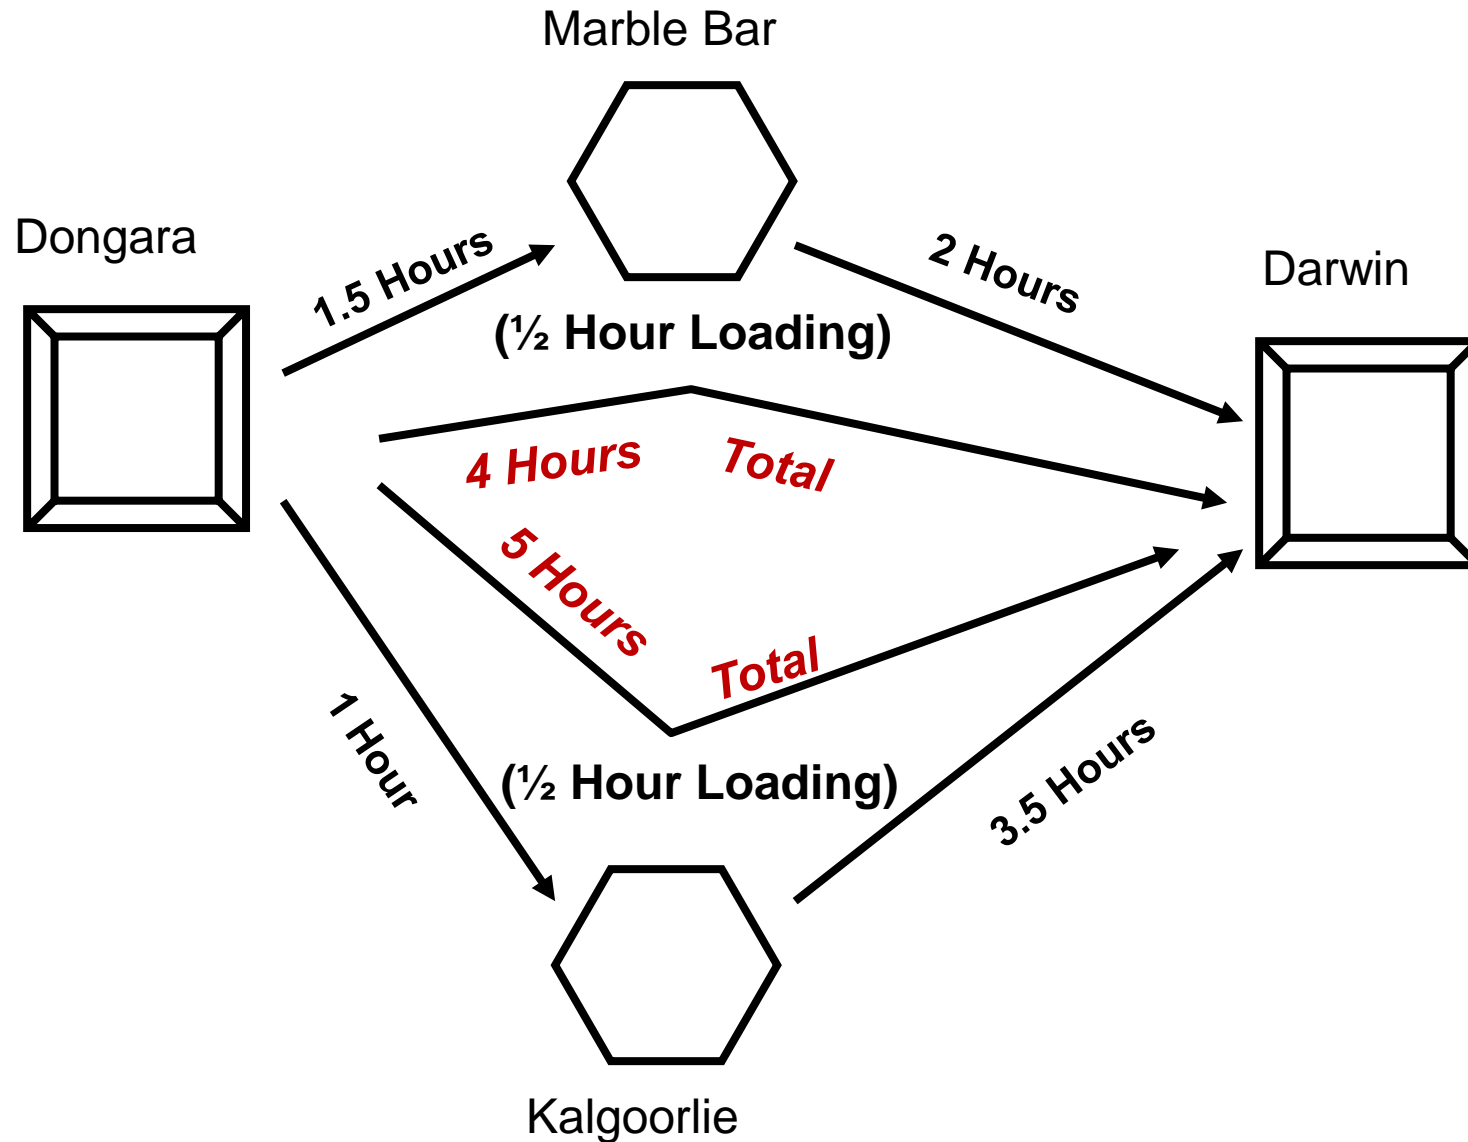 Marble Bar
Dongara
1.5 Hours
2 Hours
Darwin
(½ Hour Loading)
4 Hours Total
5 Hours Total
1 Hour
(½ Hour Loading)
3.5 Hours
Kalgoorlie